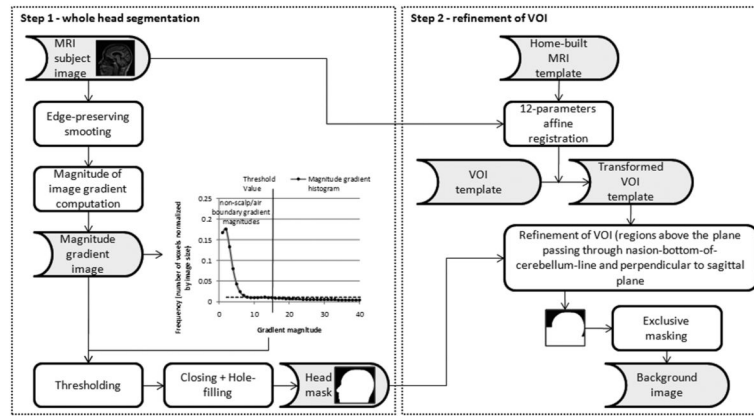 Step 1 - whole head segmentation
MRI
subject
image
Edge-preserving
smooting
Magnitude of
image gradient
computation
Magnitude
gradient
image
Threshold
Value
Magnitude gradient
histogram
non-scalp/air
boundary gradient
magnitudes
Frequency (number of voxels normalized
by image size)
0.25
0.2
0.15
0.1
0.05
0
0
10
20
30
40
Gradient magnitude
Thresholding
Closing + Hole-
filling
Head
mask
Step 2 - refinement of VOI
Home-built
MRI
template
12-parameters
affine
registration
VOI
template
Transformed
VOI
template
Refinement of VOI (regions above the plane
passing through nasion-bottom-of-
cerebellum-line and perpendicular to sagittal
plane
Exclusive
masking
Background
image